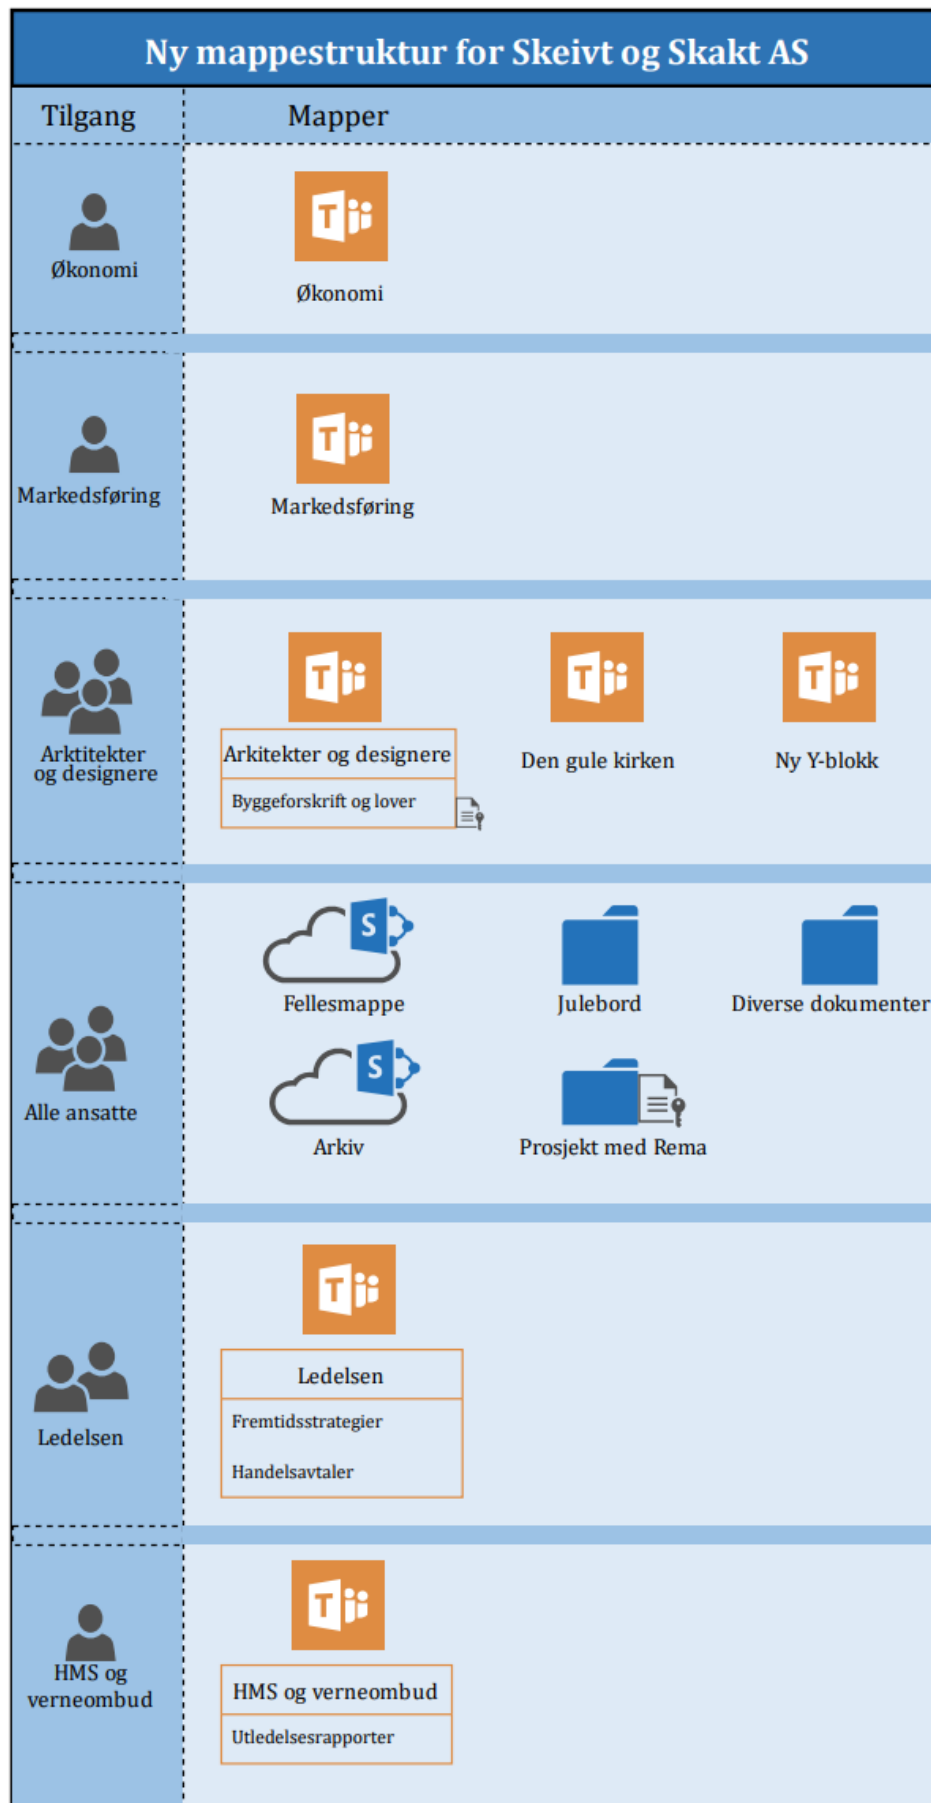 Ny mappestruktur for Skeivt og Skakt AS
Tilgang
Mapper
Økonomi
T
Økonomi
Markedsføring
T
Markedsføring
Arktitekter
og designere
T
Arkitekter og designere
Byggeforskrift og lover
T
Den gule kirken
T
Ny Y-blokk
Alle ansatte
S
Fellesmappe
Julebord
Diverse dokumenter
S
Arkiv
Prosjekt med Rema
Ledelsen
T
Ledelsen
Fremtidsstrategier
Handelsavtaler
HMS og
verneombud
T
HMS og verneombud
Utledelsesrapporter